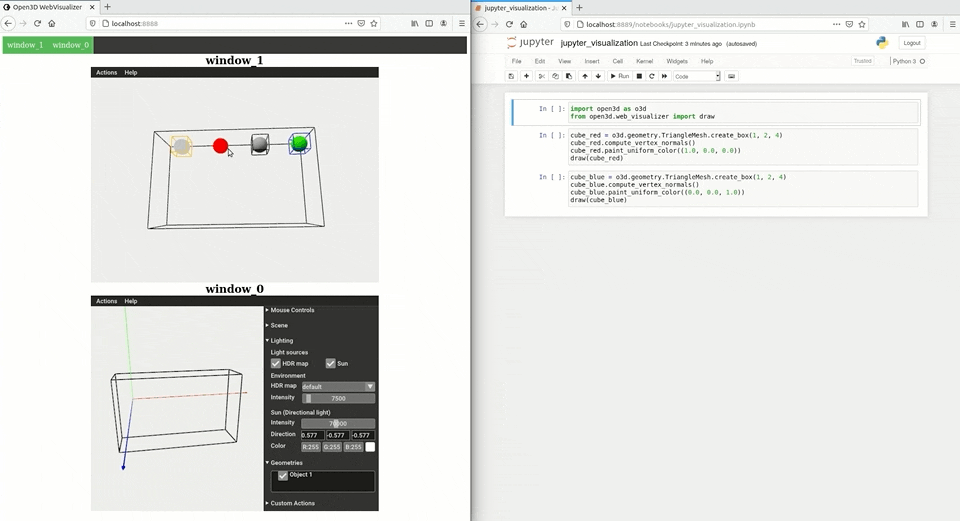 Open3D WebVisualizer
localhost:8888
window_1 window_0
window_1
Actions Help
window_0
Actions Help
Mouse Controls
Scene
Lighting
Light sources
HDR map Sun
Environment
HDR map default
Intensity 7500
Sun (Directional light)
Intensity
Direction 0.577 -0.577 -0.577
Color R:255 G:255 B:255
Geometries
Object 1
Custom Actions
jupyter_visualization -
localhost:8889/notebooks/jupyter_visualization.ipynb
jupyter jupyter_visualization Last Checkpoint: 3 minutes ago (autosaved)
Logout
File Edit View Insert Cell Kernel Widgets Help Trusted Python 3
Run Code
In [ ]: import open3d as o3d
from open3d.web_visualizer import draw
In [ ]: cube_red = o3d.geometry.TriangleMesh.create_box(1, 2, 4)
cube_red.compute_vertex_normals()
cube_red.paint_uniform_color((1.0, 0.0, 0.0))
draw(cube_red)
In [ ]: cube_blue = o3d.geometry.TriangleMesh.create_box(1, 2, 4)
cube_blue.compute_vertex_normals()
cube_blue.paint_uniform_color((0.0, 0.0, 1.0))
draw(cube_blue)